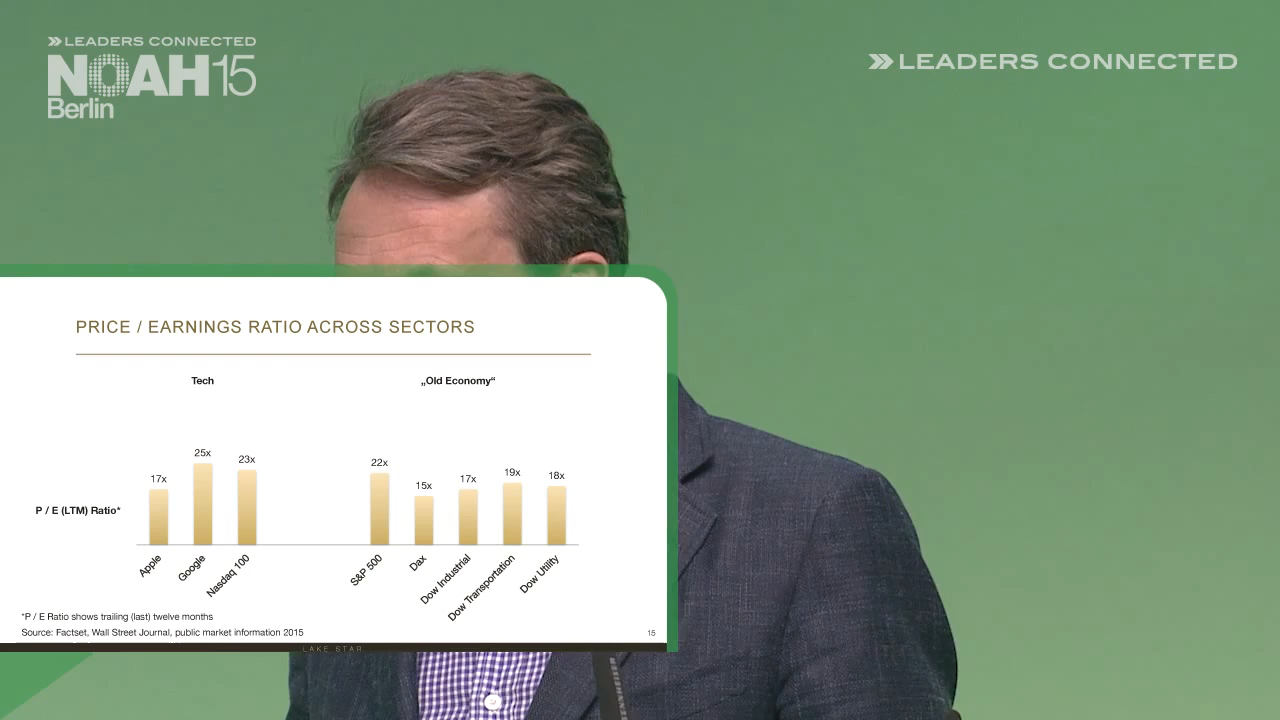 LEADERS CONNECTED
NOAH15
Berlin
LEADERS CONNECTED
PRICE / EARNINGS RATIO ACROSS SECTORS
Tech
„Old Economy“
P / E (LTM) Ratio*
17x
25x
23x
22x
15x
17x
19x
18x
Apple
Google
Nasdaq 100
S&P 500
Dax
Dow Industrial
Dow Transportation
Dow Utility
*P / E Ratio shows trailing (last) twelve months
Source: Factset, Wall Street Journal, public market information 2015
15
LAKE STAR